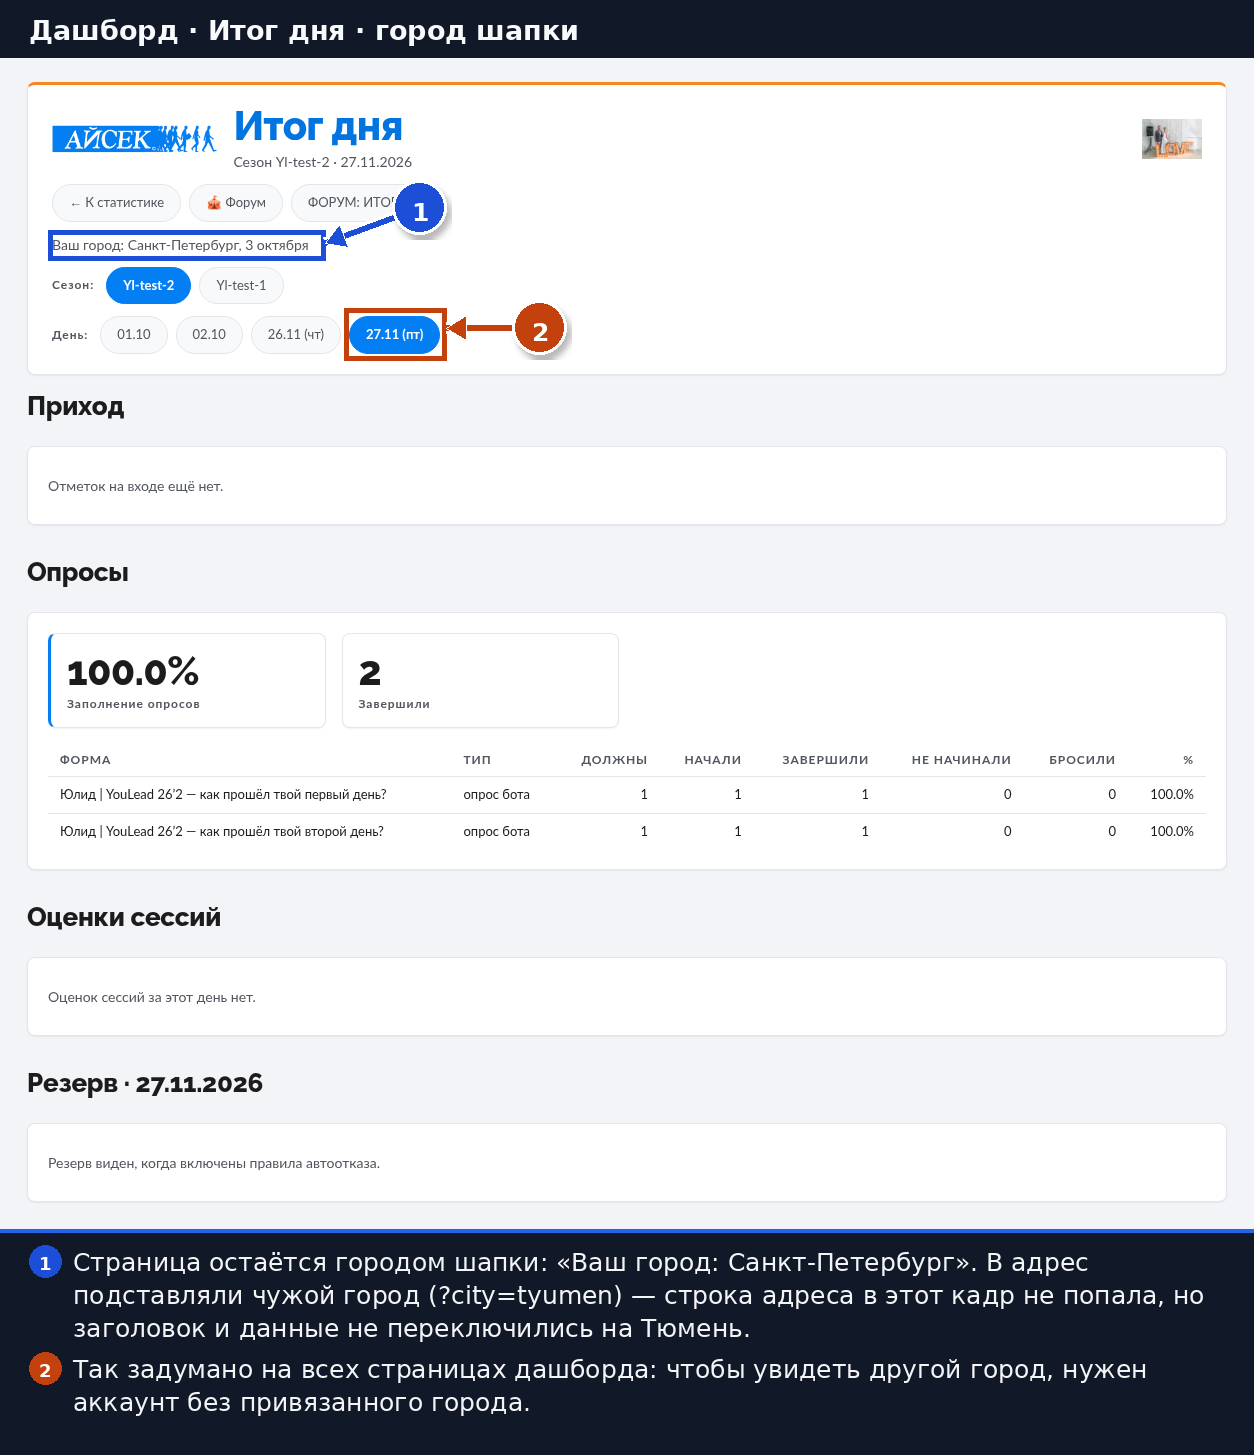 Дашборд · Итог дня · город шапки
АЙСЕК
Итог дня
Сезон Yl-test-2 · 27.11.2026
LOVE
← К статистике
Форум
ФОРУМ:
1
Ваш город: Санкт-Петербург, 3 октября
Сезон:
Yl-test-2
Yl-test-1
День:
01.10
02.10
26.11 (чт)
27.11 (пт)
2
Приход
Отметок на входе ещё нет.
Опросы
100.0%
Заполнение опросов
2
Завершили
ФОРМА ТИП ДОЛЖНЫ НАЧАЛИ ЗАВЕРШИЛИ НЕ НАЧИНАЛИ БРОСИЛИ %
Юлид | YouLead 26’2 — как прошёл твой первый день? опрос бота 1 1 1 0 0 100.0%
Юлид | YouLead 26’2 — как прошёл твой второй день? опрос бота 1 1 1 0 0 100.0%
Оценки сессий
Оценок сессий за этот день нет.
Резерв · 27.11.2026
Резерв виден, когда включены правила автоотказа.
1 Страница остаётся городом шапки: «Ваш город: Санкт-Петербург». В адрес
подставляли чужой город (?city=tyumen) — строка адреса в этот кадр не попала, но
заголовок и данные не переключились на Тюмень.
2 Так задумано на всех страницах дашборда: чтобы увидеть другой город, нужен
аккаунт без привязанного города.